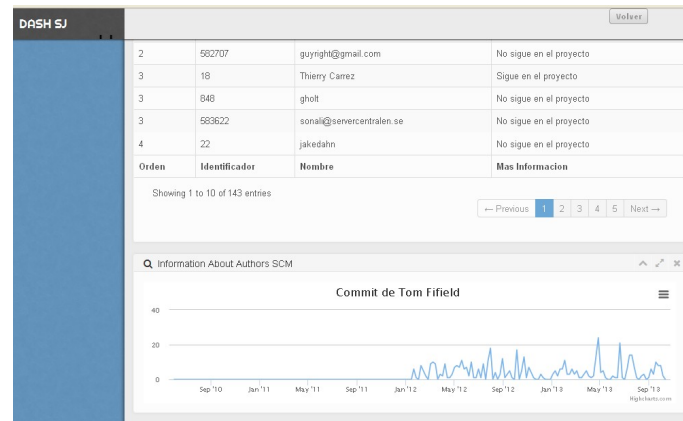 DASH SJ
Volver
2 582707 guyright@gmail.com No sigue en el proyecto
3 18 Thierry Carrez Sigue en el proyecto
3 848 gholt No sigue en el proyecto
3 583622 sonali@servercentralen.se No sigue en el proyecto
4 22 jakedahn No sigue en el proyecto
Orden Identificador Nombre Mas Informacion
Showing 1 to 10 of 143 entries
← Previous 1 2 3 4 5 Next →
Information About Authors SCM
Commit de Tom Fifield
40
20
0
Sep '10 Jan '11 May '11 Sep '11 Jan '12 May '12 Sep '12 Jan '13 May '13 Sep '13
Highcharts.com